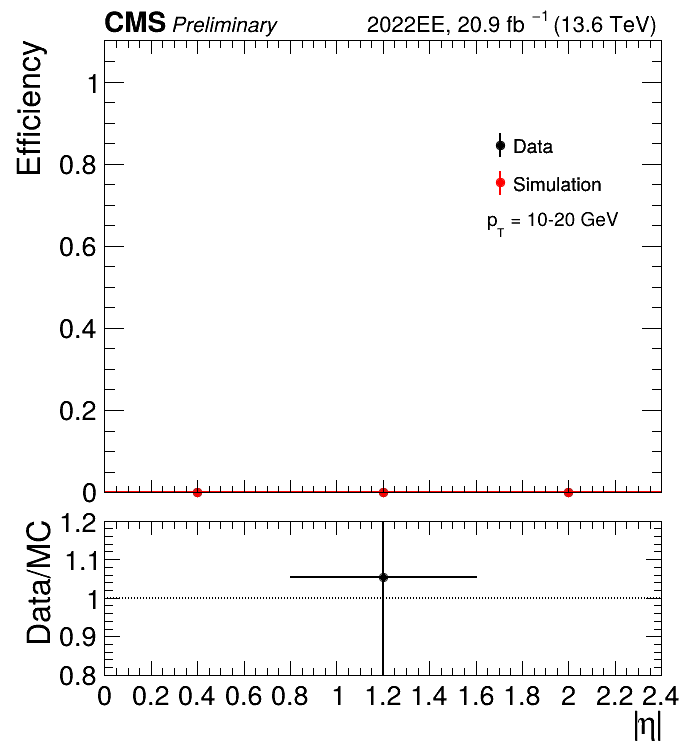 CMS Preliminary 2022EE, 20.9 fb⁻¹ (13.6 TeV)
Efficiency
1
0.8
0.6
0.4
0.2
0
Data
Simulation
p_T = 10-20 GeV
Data/MC
1.2
1.1
1
0.9
0.8
0 0.2 0.4 0.6 0.8 1 1.2 1.4 1.6 1.8 2 2.2 2.4
|η|